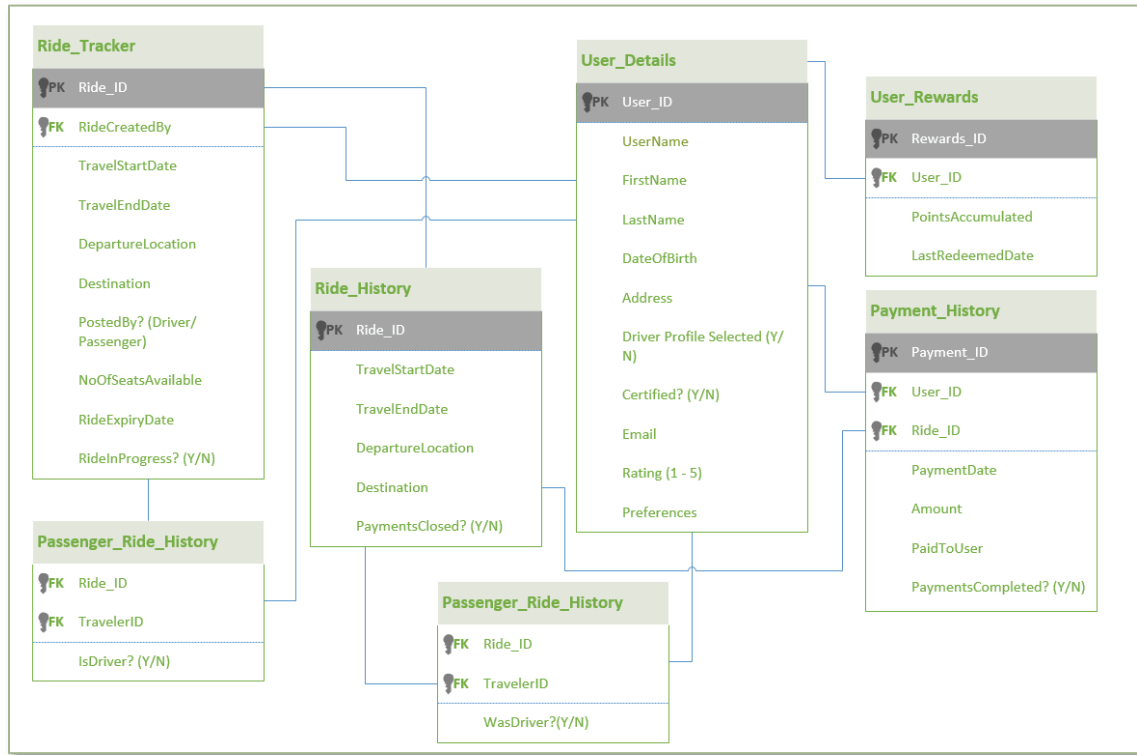 Ride_Tracker
PK Ride_ID
FK RideCreatedBy
TravelStartDate
TravelEndDate
DepartureLocation
Destination
PostedBy? (Driver/
Passenger)
NoOfSeatsAvailable
RideExpiryDate
RideInProgress? (Y/N)
Passenger_Ride_History
FK Ride_ID
FK TravelerID
IsDriver? (Y/N)
Ride_History
PK Ride_ID
TravelStartDate
TravelEndDate
DepartureLocation
Destination
PaymentsClosed? (Y/N)
Passenger_Ride_History
FK Ride_ID
FK TravelerID
WasDriver?(Y/N)
User_Details
PK User_ID
UserName
FirstName
LastName
DateOfBirth
Address
Driver Profile Selected (Y/
N)
Certified? (Y/N)
Email
Rating (1 - 5)
Preferences
User_Rewards
PK Rewards_ID
FK User_ID
PointsAccumulated
LastRedeemedDate
Payment_History
PK Payment_ID
FK User_ID
FK Ride_ID
PaymentDate
Amount
PaidToUser
PaymentsCompleted? (Y/N)